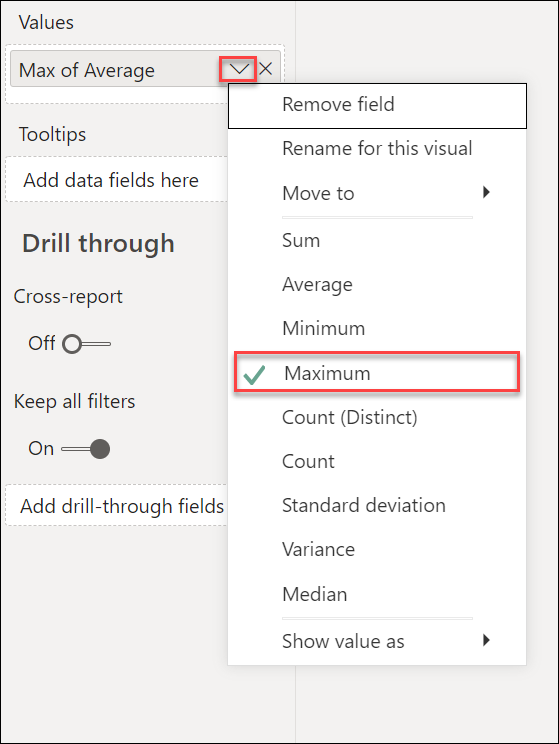 Values
Max of Average
Tooltips
Add data fields here
Drill through
Cross-report
Off
Keep all filters
On
Add drill-through fields
Remove field
Rename for this visual
Move to
Sum
Average
Minimum
Maximum
Count (Distinct)
Count
Standard deviation
Variance
Median
Show value as